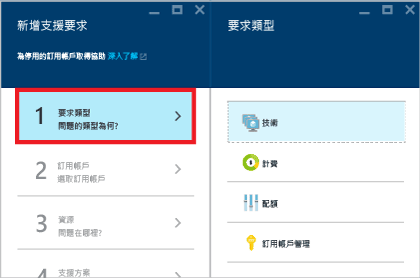 新增支援要求
為停用的訂用帳戶取得協助 深入了解
1
要求類型
問題的類型為何?
2
訂用帳戶
選取訂用帳戶
3
資源
問題在哪裡?
4
支援方案
要求類型
技術
計費
配額
訂用帳戶管理